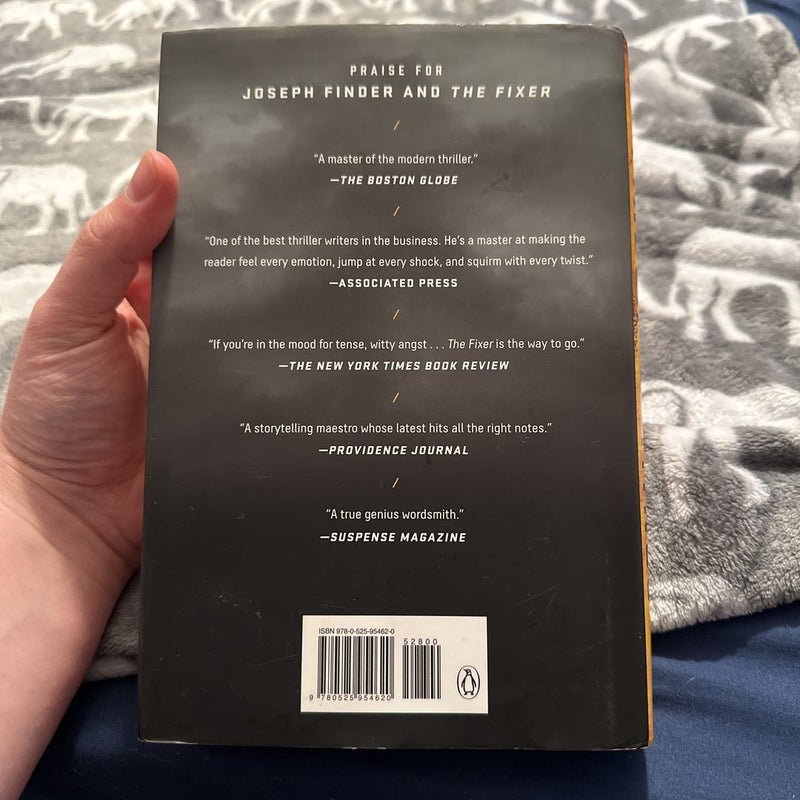 PRAISE FOR
JOSEPH FINDER AND THE FIXER
/
“A master of the modern thriller.”
—THE BOSTON GLOBE
/
“One of the best thriller writers in the business. He’s a master at making the
reader feel every emotion, jump at every shock, and squirm with every twist.”
—ASSOCIATED PRESS
/
“If you’re in the mood for tense, witty angst . . . The Fixer is the way to go.”
—THE NEW YORK TIMES BOOK REVIEW
/
“A storytelling maestro whose latest hits all the right notes.”
—PROVIDENCE JOURNAL
/
“A true genius wordsmith.”
—SUSPENSE MAGAZINE
ISBN 978-0-525-95462-0
52800
9 780525 954620